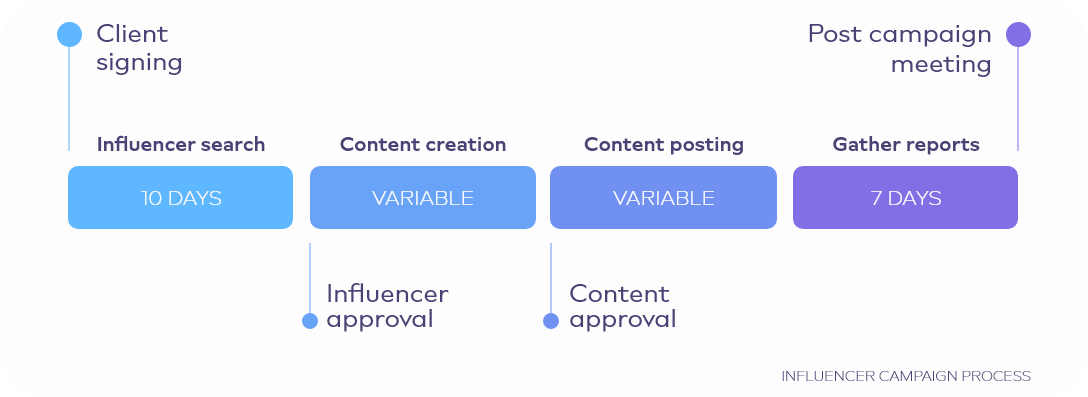 Client
signing
Post campaign
meeting
Influencer search
Content creation
Content posting
Gather reports
10 DAYS
VARIABLE
VARIABLE
7 DAYS
Influencer
approval
Content
approval
INFLUENCER CAMPAIGN PROCESS